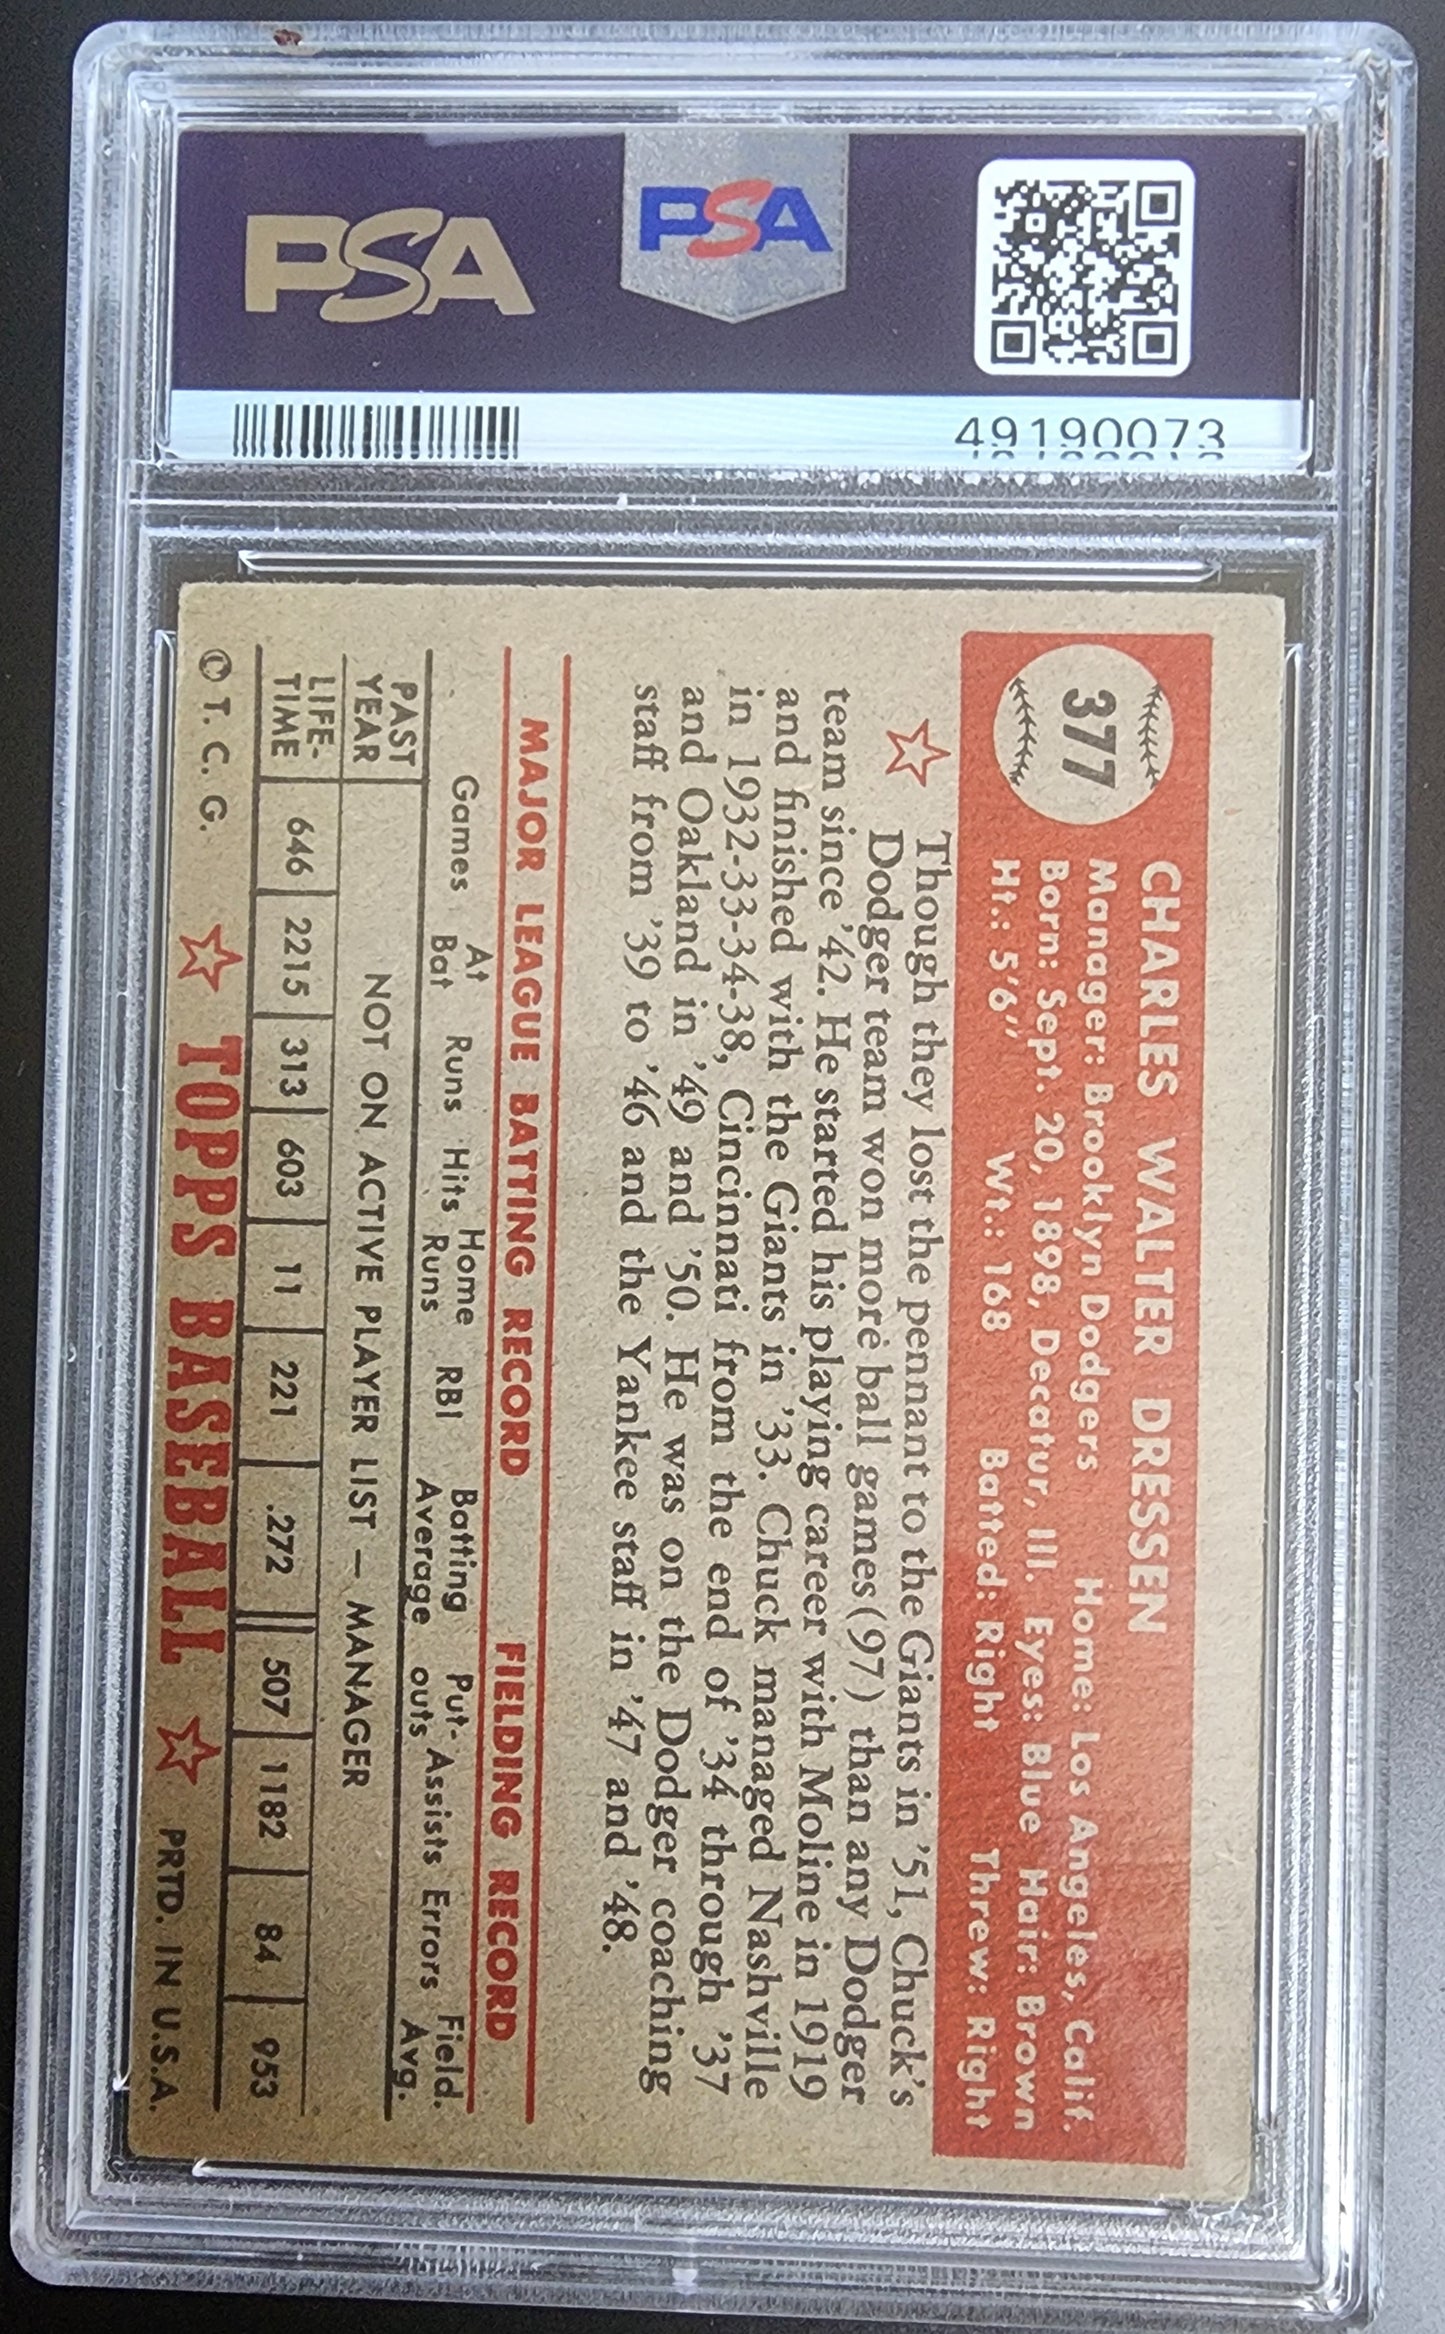 PSA
PSA
49190073
377
CHARLES WALTER DRESSEN
Manager: Brooklyn Dodgers Home: Los Angeles, Calif.
Born: Sept. 20, 1898, Decatur, Ill. Eyes: Blue Hair: Brown
Ht.: 5'6" Wt.: 168 Batted: Right Threw: Right
Though they lost the pennant to the Giants in '51, Chuck's
Dodger team won more ball games (97) than any Dodger
team since '42. He started his playing career with Moline in 1919
and finished with the Giants in '33. Chuck managed Nashville
in 1932-33-34-38, Cincinnati from the end of '34 through '37
and Oakland in '49 and '50. He was on the Dodger coaching
staff from '39 to '46 and the Yankee staff in '47 and '48.
MAJOR LEAGUE BATTING RECORD FIELDING RECORD
Games At Bat Runs Hits Home Runs RBI Batting Average Put-outs Assists Errors Field. Avg.
PAST YEAR NOT ON ACTIVE PLAYER LIST — MANAGER
LIFE-TIME 646 2215 313 603 11 221 .272 507 1182 84 953
© T. C. G. TOPPS BASEBALL PRTD. IN U.S.A.